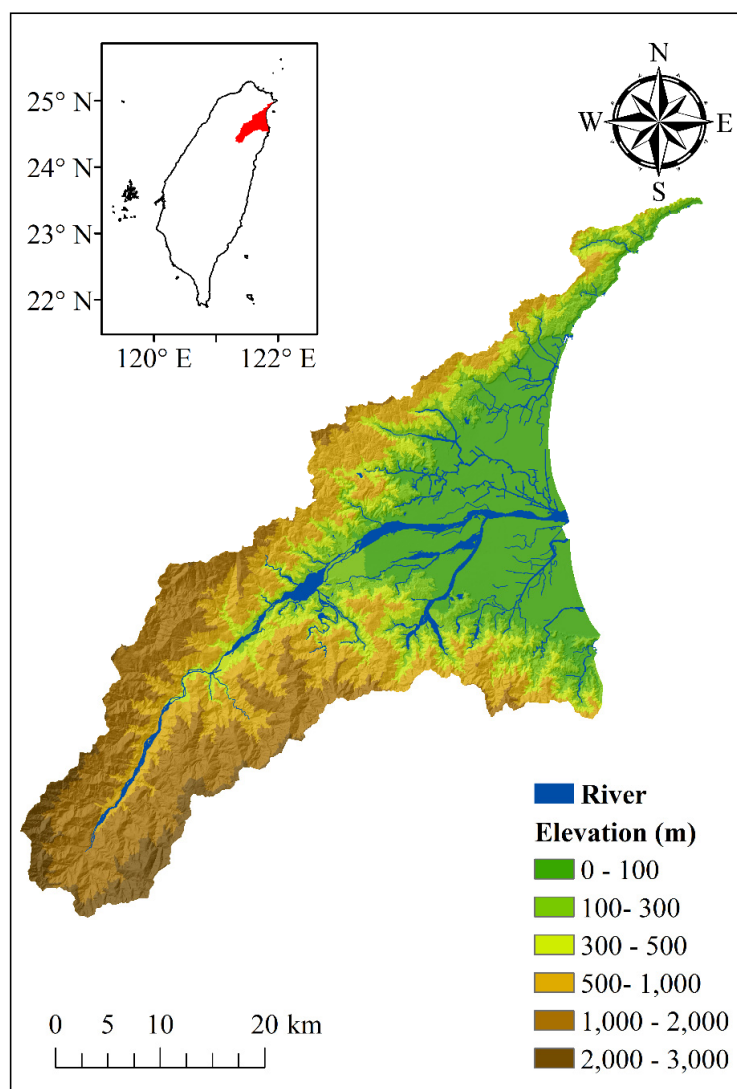 25° N
24° N
23° N
22° N
120° E
122° E
N
W
E
S
River
Elevation (m)
0 - 100
100- 300
300 - 500
500- 1,000
1,000 - 2,000
2,000 - 3,000
0 5 10 20 km